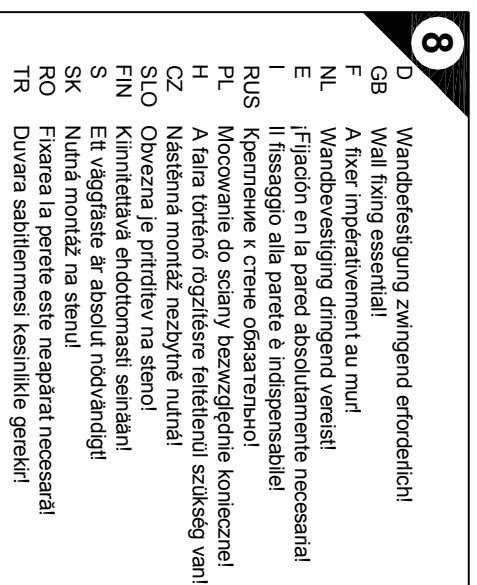 8
D Wandbefestigung zwingend erforderlich!
GB Wall fixing essential!
F A fixer impérativement au mur!
NL Wandbevestiging dringend vereist!
E ¡Fijación en la pared absolutamente necesaria!
I Il fissaggio alla parete è indispensabile!
RUS Крепление к стене обязательно!
PL Mocowanie do sciany bezwzględnie konieczne!
H A falra történő rögzítésre feltétlenül szükség van!
CZ Nástěnná montáž nezbytně nutná!
SLO Obvezna je pritrditev na steno!
FIN Kiinnitettävä ehdottomasti seinään!
S Ett väggfäste är absolut nödvändigt!
SK Nutná montáž na stenu!
RO Fixarea la perete este neapărat necesară!
TR Duvara sabitlenmesi kesinlikle gerekir!